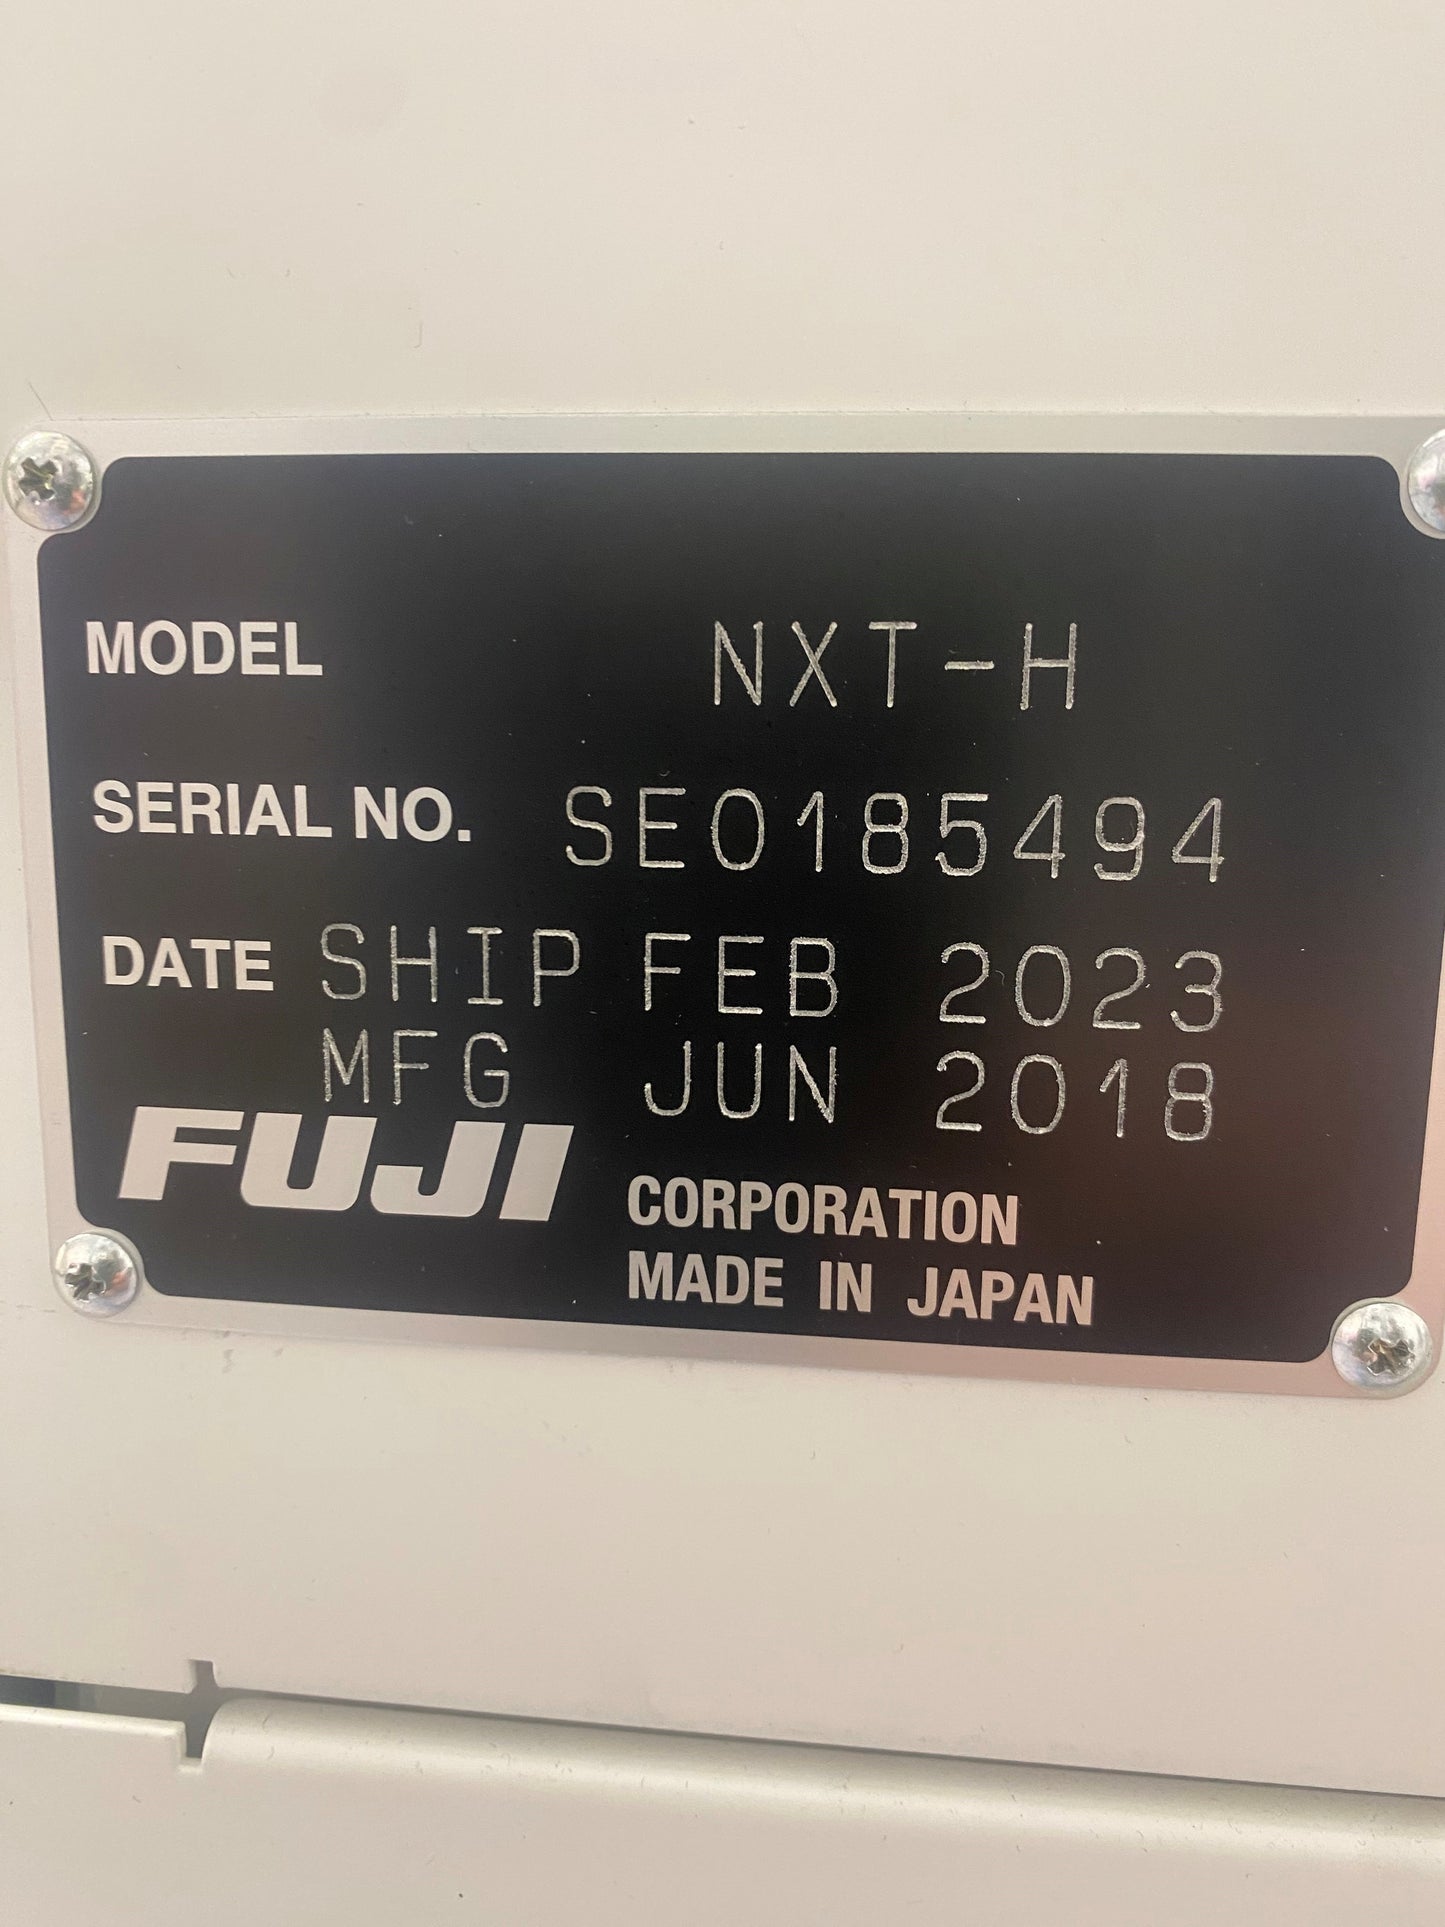 MODEL NXT-H
SERIAL NO. SE0185494
DATE SHIP FEB 2023
MFG JUN 2018
FUJI CORPORATION
MADE IN JAPAN